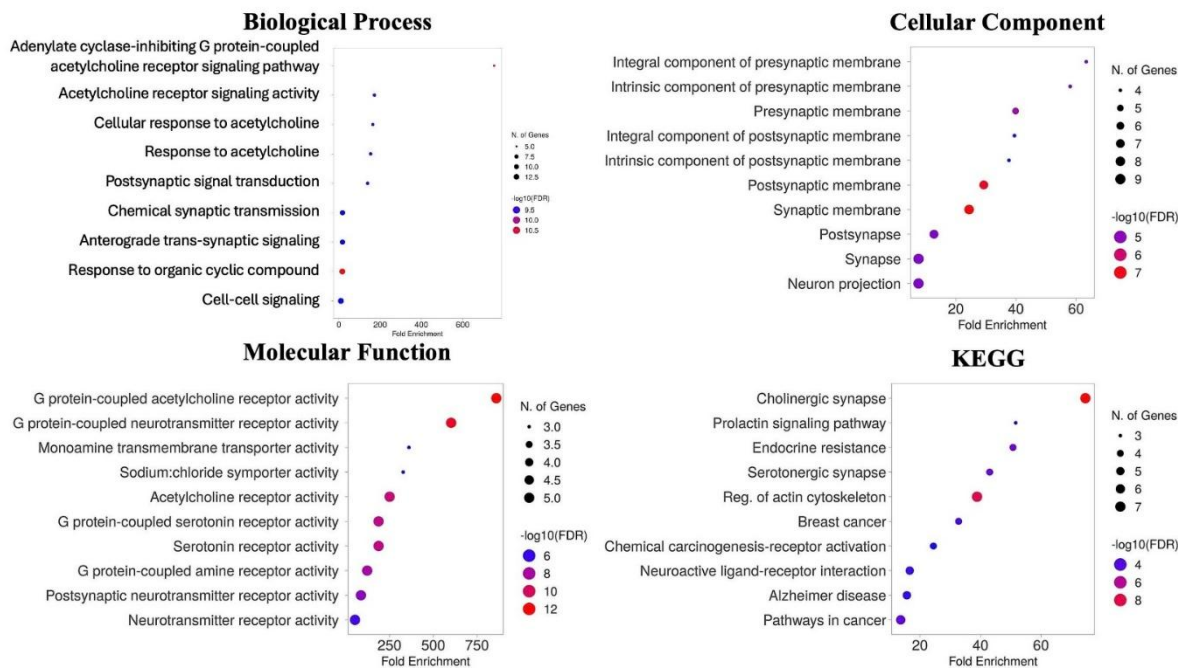 Biological Process
Adenylate cyclase-inhibiting G protein-coupled
acetylcholine receptor signaling pathway
Acetylcholine receptor signaling activity
Cellular response to acetylcholine
Response to acetylcholine
Postsynaptic signal transduction
Chemical synaptic transmission
Anterograde trans-synaptic signaling
Response to organic cyclic compound
Cell-cell signaling
0 200 400 600
Fold Enrichment
N. of Genes
5.0
7.5
10.0
12.5
-log10(FDR)
9.5
10.0
10.5
Cellular Component
Integral component of presynaptic membrane
Intrinsic component of presynaptic membrane
Presynaptic membrane
Integral component of postsynaptic membrane
Intrinsic component of postsynaptic membrane
Postsynaptic membrane
Synaptic membrane
Postsynapse
Synapse
Neuron projection
20 40 60
Fold Enrichment
N. of Genes
4
5
6
7
8
9
-log10(FDR)
5
6
7
Molecular Function
G protein-coupled acetylcholine receptor activity
G protein-coupled neurotransmitter receptor activity
Monoamine transmembrane transporter activity
Sodium:chloride symporter activity
Acetylcholine receptor activity
G protein-coupled serotonin receptor activity
Serotonin receptor activity
G protein-coupled amine receptor activity
Postsynaptic neurotransmitter receptor activity
Neurotransmitter receptor activity
250 500 750
Fold Enrichment
N. of Genes
3.0
3.5
4.0
4.5
5.0
-log10(FDR)
6
8
10
12
KEGG
Cholinergic synapse
Prolactin signaling pathway
Endocrine resistance
Serotonergic synapse
Reg. of actin cytoskeleton
Breast cancer
Chemical carcinogenesis-receptor activation
Neuroactive ligand-receptor interaction
Alzheimer disease
Pathways in cancer
20 40 60
Fold Enrichment
N. of Genes
3
4
5
6
7
-log10(FDR)
4
6
8